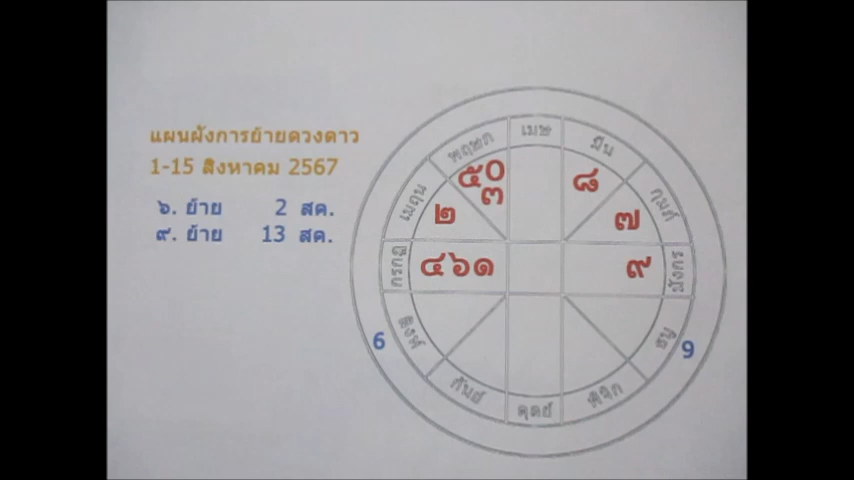 แผนผังการย้ายดวงดาว
1-15 สิงหาคม 2567
๖. ย้าย 2 สค.
๙. ย้าย 13 สค.
เมษ
พฤษภ
มีน
๕๐
๘
๓
เมถุน
กุมภ์
๒
๗
กรกฎ
๔๖๑
๙
มังกร
สิงห์
ธนู
6
9
กันย์
พิจิก
ตุลย์